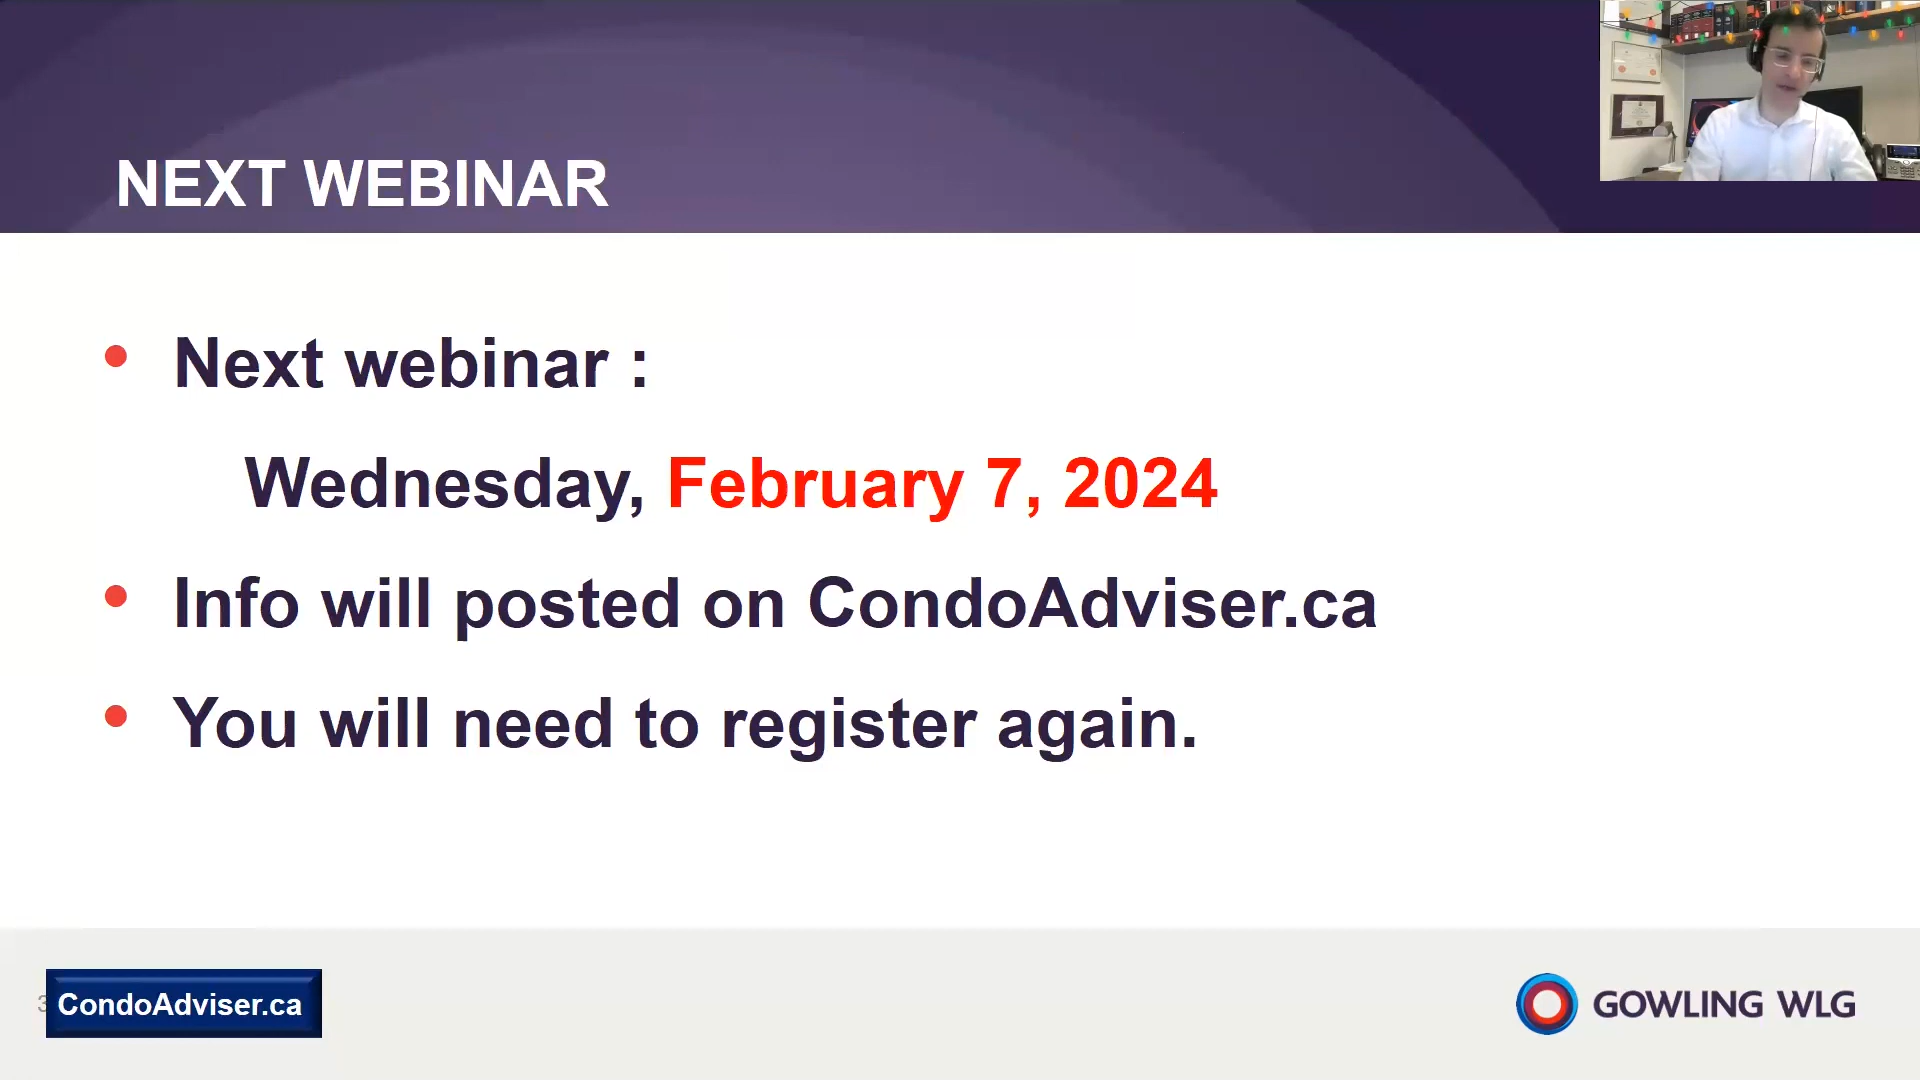 NEXT WEBINAR
Next webinar :
Wednesday, February 7, 2024
Info will posted on CondoAdviser.ca
You will need to register again.
CondoAdviser.ca
GOWLING WLG